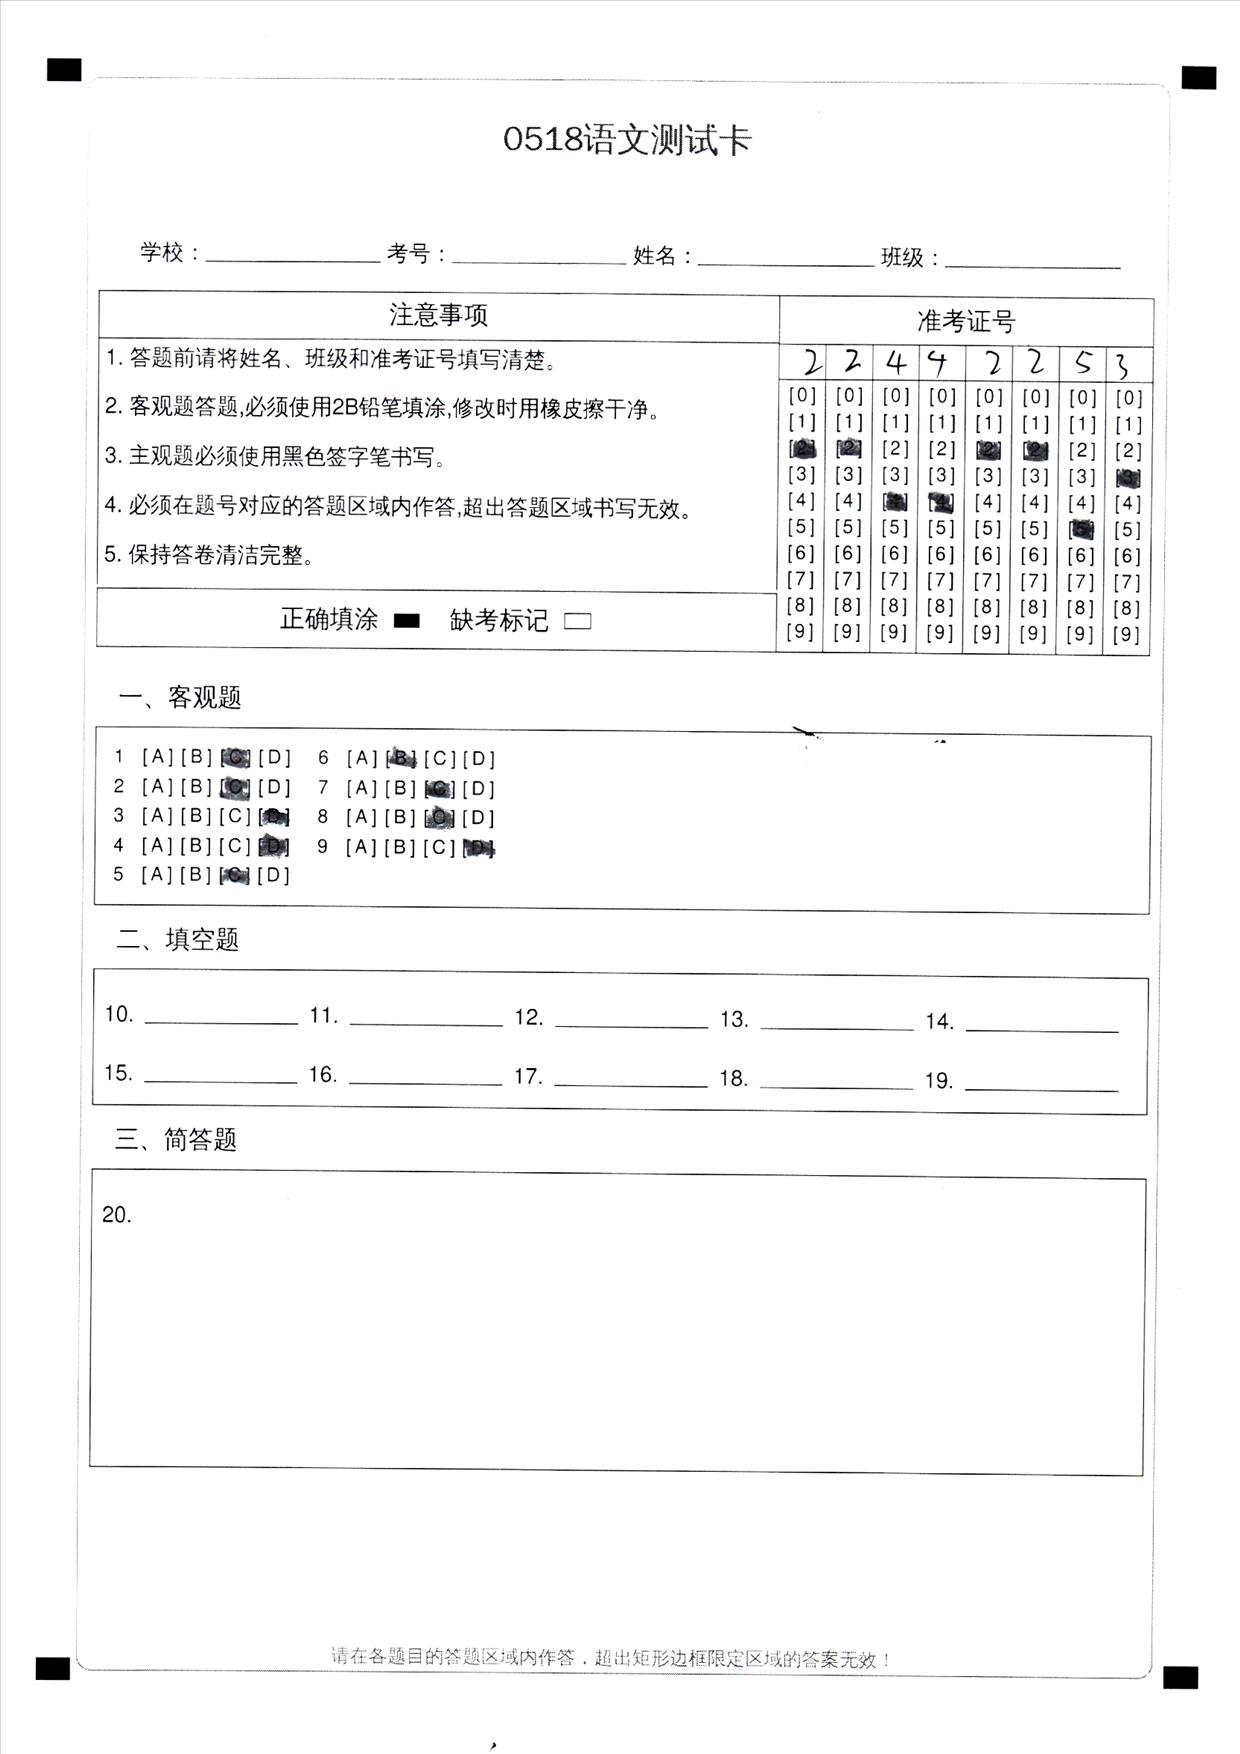 0518语文测试卡
学校：____________ 考号：____________ 姓名：____________ 班级：____________
注意事项
1. 答题前请将姓名、班级和准考证号填写清楚。
2. 客观题答题,必须使用2B铅笔填涂,修改时用橡皮擦干净。
3. 主观题必须使用黑色签字笔书写。
4. 必须在题号对应的答题区域内作答,超出答题区域书写无效。
5. 保持答卷清洁完整。
正确填涂 缺考标记
准考证号
2 2 4 4 2 2 5 3
[0] [0] [0] [0] [0] [0] [0] [0]
[1] [1] [1] [1] [1] [1] [1] [1]
[2] [2] [2] [2] [2] [2] [2] [2]
[3] [3] [3] [3] [3] [3] [3] [3]
[4] [4] [4] [4] [4] [4] [4] [4]
[5] [5] [5] [5] [5] [5] [5] [5]
[6] [6] [6] [6] [6] [6] [6] [6]
[7] [7] [7] [7] [7] [7] [7] [7]
[8] [8] [8] [8] [8] [8] [8] [8]
[9] [9] [9] [9] [9] [9] [9] [9]
一、客观题
1 [A] [B] [C] [D] 6 [A] [B] [C] [D]
2 [A] [B] [C] [D] 7 [A] [B] [C] [D]
3 [A] [B] [C] [D] 8 [A] [B] [C] [D]
4 [A] [B] [C] [D] 9 [A] [B] [C] [D]
5 [A] [B] [C] [D]
二、填空题
10. ____________ 11. ____________ 12. ____________ 13. ____________ 14. ____________
15. ____________ 16. ____________ 17. ____________ 18. ____________ 19. ____________
三、简答题
20.
请在各题目的答题区域内作答，超出矩形边框限定区域的答案无效！